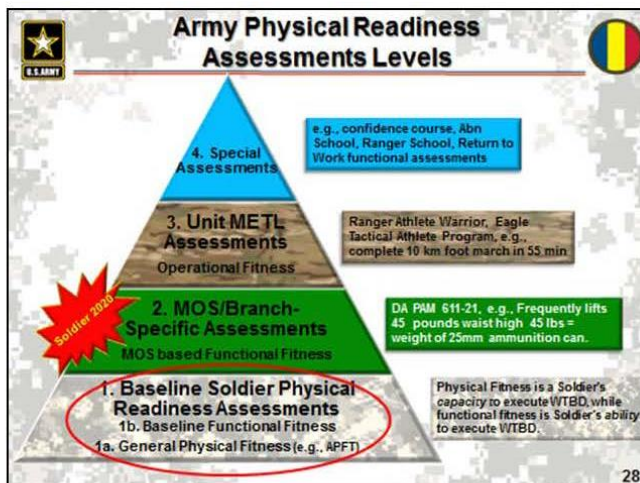 Army Physical Readiness
Assessments Levels
U.S.ARMY
4. Special
Assessments
e.g., confidence course, Abn
School, Ranger School, Return to
Work functional assessments
3. Unit METL
Assessments
Operational Fitness
Ranger Athlete Warrior, Eagle
Tactical Athlete Program, e.g.,
complete 10 km foot march in 55 min
Soldier 2020
2. MOS/Branch-
Specific Assessments
MOS based Functional Fitness
DA PAM 611-21, e.g., Frequently lifts
45 pounds waist high 45 lbs =
weight of 25mm ammunition can.
1. Baseline Soldier Physical
Readiness Assessments
1b. Baseline Functional Fitness
1a. General Physical Fitness (e.g., APFT)
Physical Fitness is a Soldier's
capacity to execute WTBD, while
functional fitness is Soldier's ability
to execute WTBD.
28